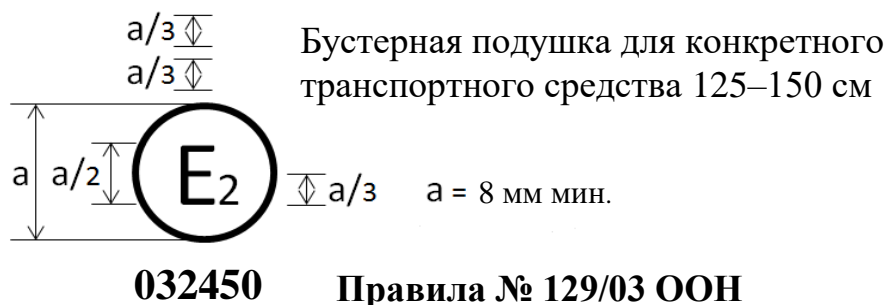 a/3
a/3
Бустерная подушка для конкретного
транспортного средства 125–150 см
a a/2 E2 a/3 a = 8 мм мин.
032450 Правила № 129/03 ООН